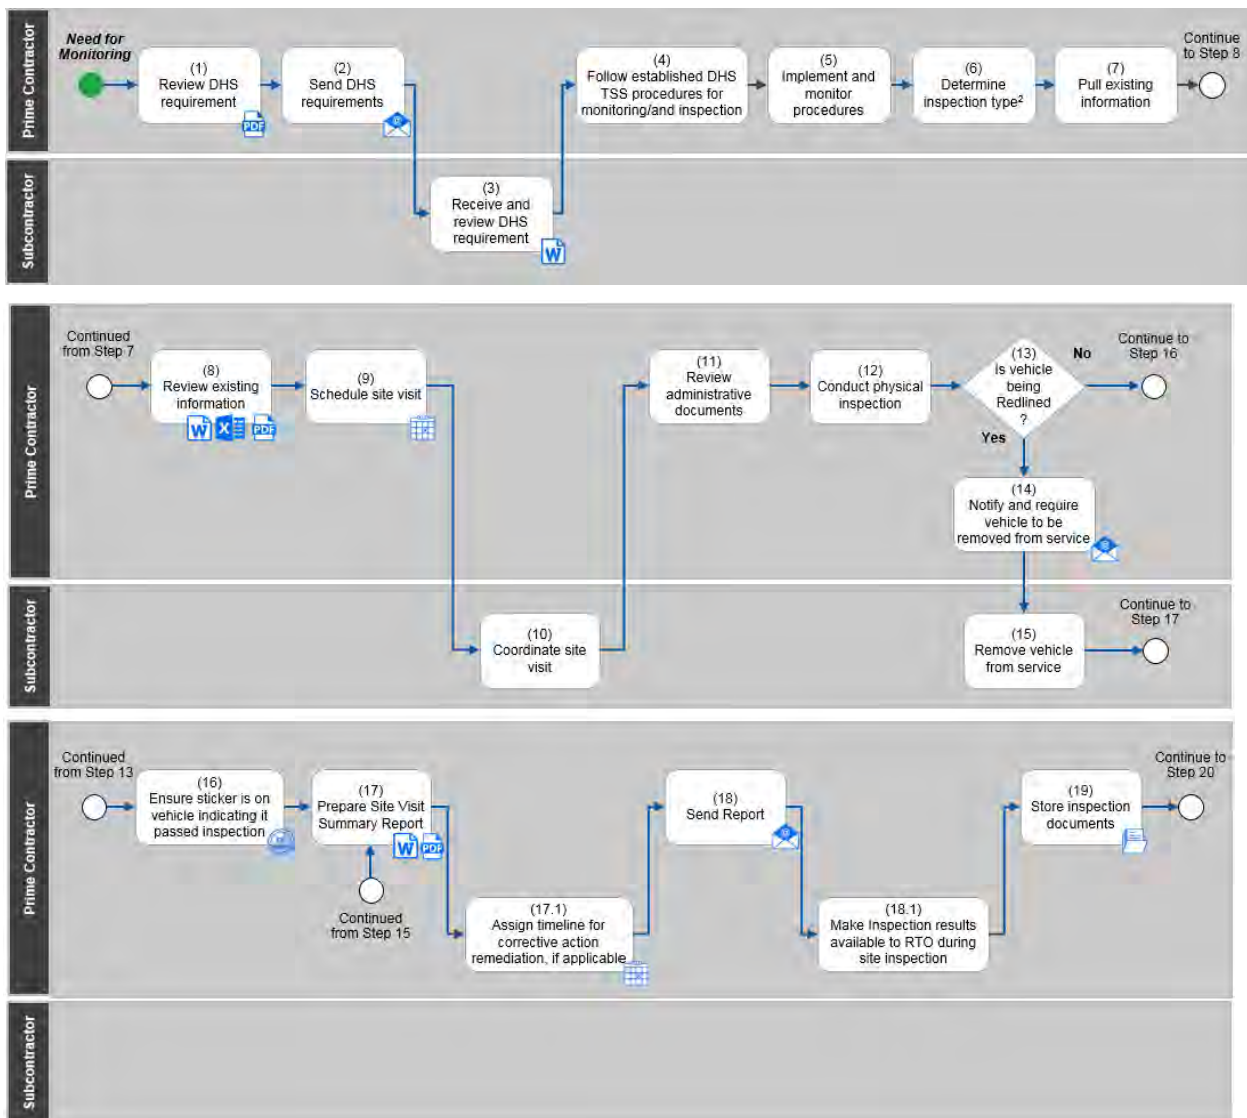 Prime Contractor
Need for
Monitoring
(1)
Review DHS
requirement
PDF
(2)
Send DHS
requirements
@
(4)
Follow established DHS
TSS procedures for
monitoring/and inspection
(5)
Implement and
monitor
procedures
(6)
Determine
inspection type²
(7)
Pull existing
information
Continue
to Step 8
Subcontractor
(3)
Receive and
review DHS
requirement
W
Prime Contractor
Continued
from Step 7
(8)
Review existing
information
W
X
PDF
(9)
Schedule site visit
(11)
Review
administrative
documents
(12)
Conduct physical
inspection
(13)
Is vehicle
being
Redlined
?
No
Continue to
Step 16
Yes
(14)
Notify and require
vehicle to be
removed from service
@
Subcontractor
(10)
Coordinate site
visit
(15)
Remove vehicle
from service
Continue to
Step 17
Prime Contractor
Continued
from Step 13
(16)
Ensure sticker is on
vehicle indicating it
passed inspection
(17)
Prepare Site Visit
Summary Report
W
PDF
Continued
from Step 15
(17.1)
Assign timeline for
corrective action
remediation, if applicable
(18)
Send Report
@
(18.1)
Make Inspection results
available to RTO during
site inspection
(19)
Store inspection
documents
Continue to
Step 20
Subcontractor